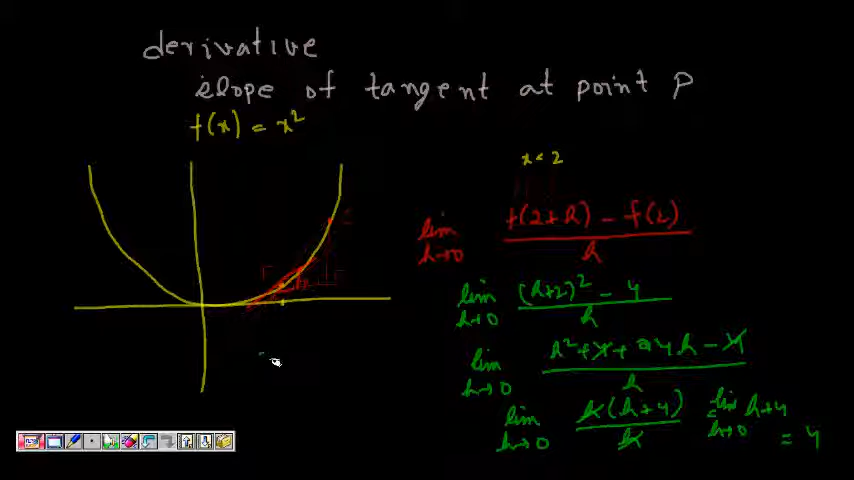 derivative
slope of tangent at point P
f(x) = x²
x = 2
lim h→0 f(2+h) - f(2) / h
lim h→0 (h+2)² - 4 / h
lim h→0 h² + 4 + 4h - 4 / h
lim h→0 h(h+4) / h lim h→0 h+4
= 4